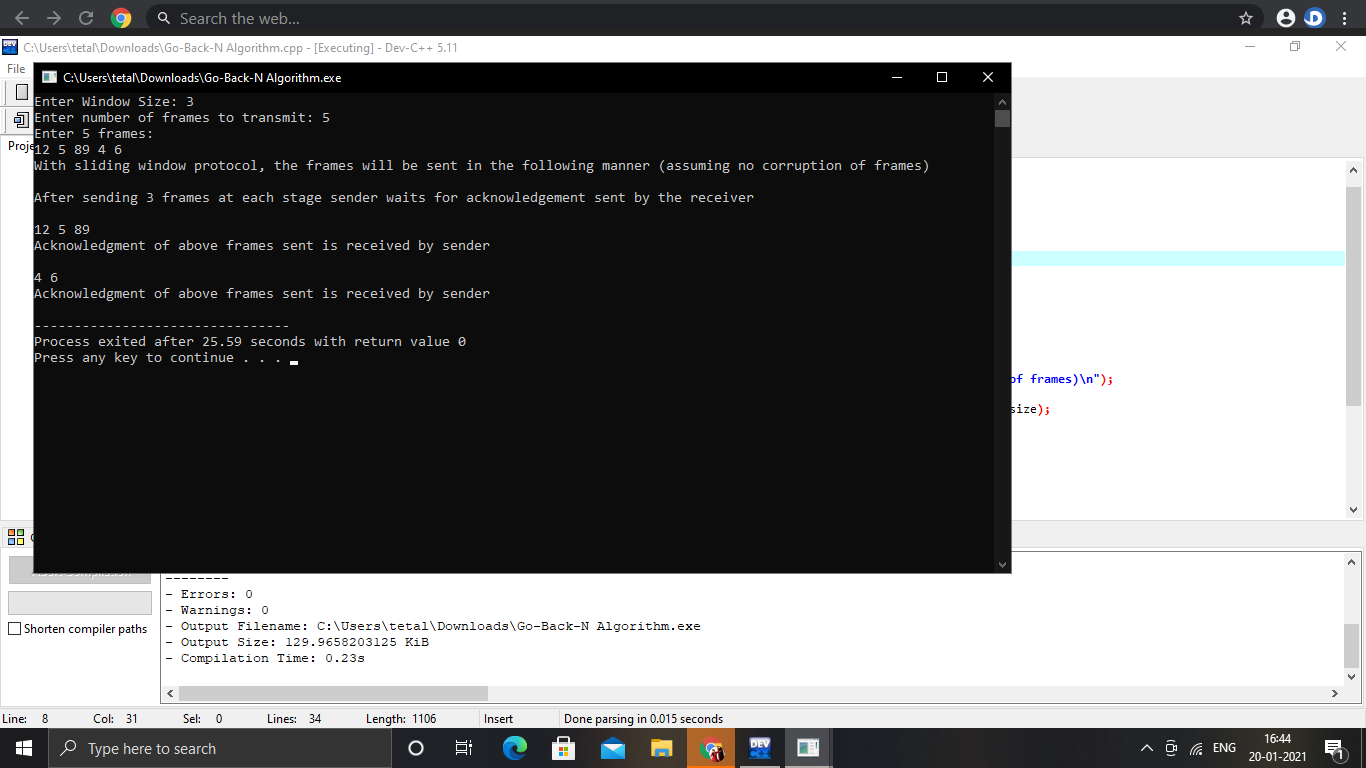 Search the web...
C:\Users\tetal\Downloads\Go-Back-N Algorithm.cpp - [Executing] - Dev-C++ 5.11
File
C:\Users\tetal\Downloads\Go-Back-N Algorithm.exe
Enter Window Size: 3
Enter number of frames to transmit: 5
Enter 5 frames:
Proje
12 5 89 4 6
With sliding window protocol, the frames will be sent in the following manner (assuming no corruption of frames)
After sending 3 frames at each stage sender waits for acknowledgement sent by the receiver
12 5 89
Acknowledgment of above frames sent is received by sender
4 6
Acknowledgment of above frames sent is received by sender
--------------------------------
Process exited after 25.59 seconds with return value 0
Press any key to continue . . .
of frames)\n");
size);
--------
- Errors: 0
- Warnings: 0
- Output Filename: C:\Users\tetal\Downloads\Go-Back-N Algorithm.exe
- Output Size: 129.9658203125 KiB
- Compilation Time: 0.23s
Shorten compiler paths
Line: 8 Col: 31 Sel: 0 Lines: 34 Length: 1106 Insert Done parsing in 0.015 seconds
Type here to search
DEV
ENG
16:44
20-01-2021
1